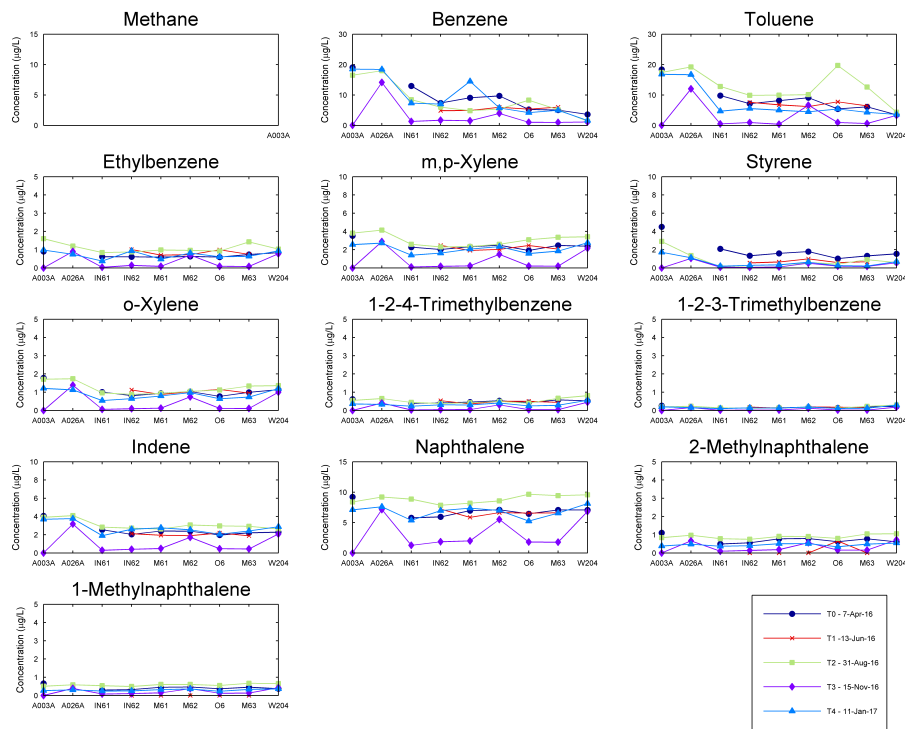 Methane
Concentration (µg/L)
15
10
5
0
A003A
Benzene
Concentration (µg/L)
30
20
10
0
A003A A026A IN61 IN62 M61 M62 O6 M63 W204
Toluene
Concentration (µg/L)
30
20
10
0
A003A A026A IN61 IN62 M61 M62 O6 M63 W204
Ethylbenzene
Concentration (µg/L)
5
4
3
2
1
0
A003A A026A IN61 IN62 M61 M62 O6 M63 W204
m,p-Xylene
Concentration (µg/L)
10
8
6
4
2
0
A003A A026A IN61 IN62 M61 M62 O6 M63 W204
Styrene
Concentration (µg/L)
10
8
6
4
2
0
A003A A026A IN61 IN62 M61 M62 O6 M63 W204
o-Xylene
Concentration (µg/L)
5
4
3
2
1
0
A003A A026A IN61 IN62 M61 M62 O6 M63 W204
1-2-4-Trimethylbenzene
Concentration (µg/L)
5
4
3
2
1
0
A003A A026A IN61 IN62 M61 M62 O6 M63 W204
1-2-3-Trimethylbenzene
Concentration (µg/L)
5
4
3
2
1
0
A003A A026A IN61 IN62 M61 M62 O6 M63 W204
Indene
Concentration (µg/L)
10
8
6
4
2
0
A003A A026A IN61 IN62 M61 M62 O6 M63 W204
Naphthalene
Concentration (µg/L)
15
10
5
0
A003A A026A IN61 IN62 M61 M62 O6 M63 W204
2-Methylnaphthalene
Concentration (µg/L)
5
4
3
2
1
0
A003A A026A IN61 IN62 M61 M62 O6 M63 W204
1-Methylnaphthalene
Concentration (µg/L)
5
4
3
2
1
0
A003A A026A IN61 IN62 M61 M62 O6 M63 W204
T0 - 7-Apr-16
T1 -13-Jun-16
T2 - 31-Aug-16
T3 - 15-Nov-16
T4 - 11-Jan-17